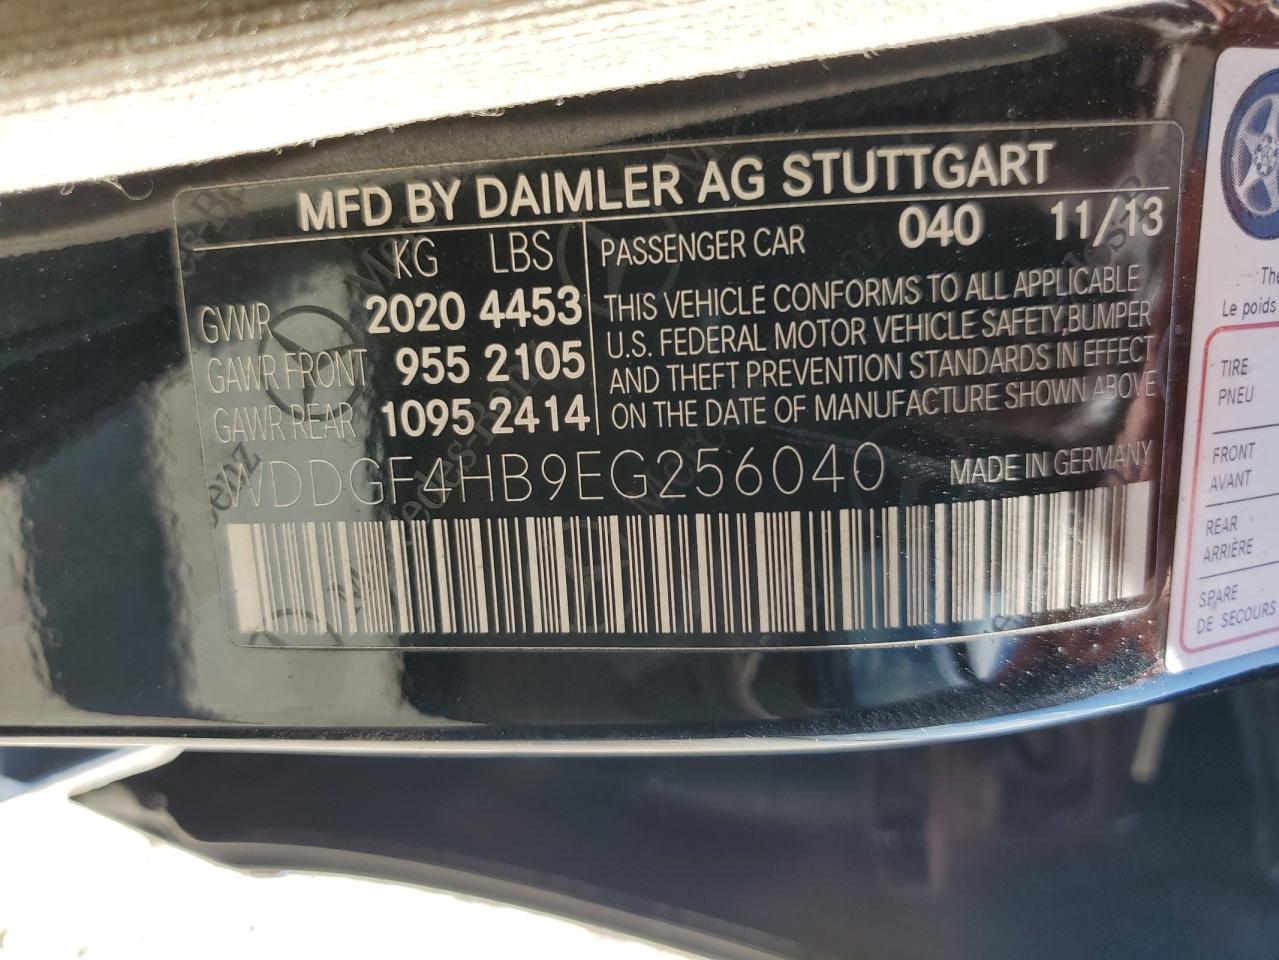 MFD BY DAIMLER AG STUTTGART
KG LBS
GVWR 2020 4453
GAWR FRONT 955 2105
GAWR REAR 1095 2414
PASSENGER CAR 040 11/13
THIS VEHICLE CONFORMS TO ALL APPLICABLE
U.S. FEDERAL MOTOR VEHICLE SAFETY,BUMPER
AND THEFT PREVENTION STANDARDS IN EFFECT
ON THE DATE OF MANUFACTURE SHOWN ABOVE
WDDGF4HB9EG256040 MADE IN GERMANY
The
Le poids
TIRE
PNEU
FRONT
AVANT
REAR
ARRIÈRE
SPARE
DE SECOURS